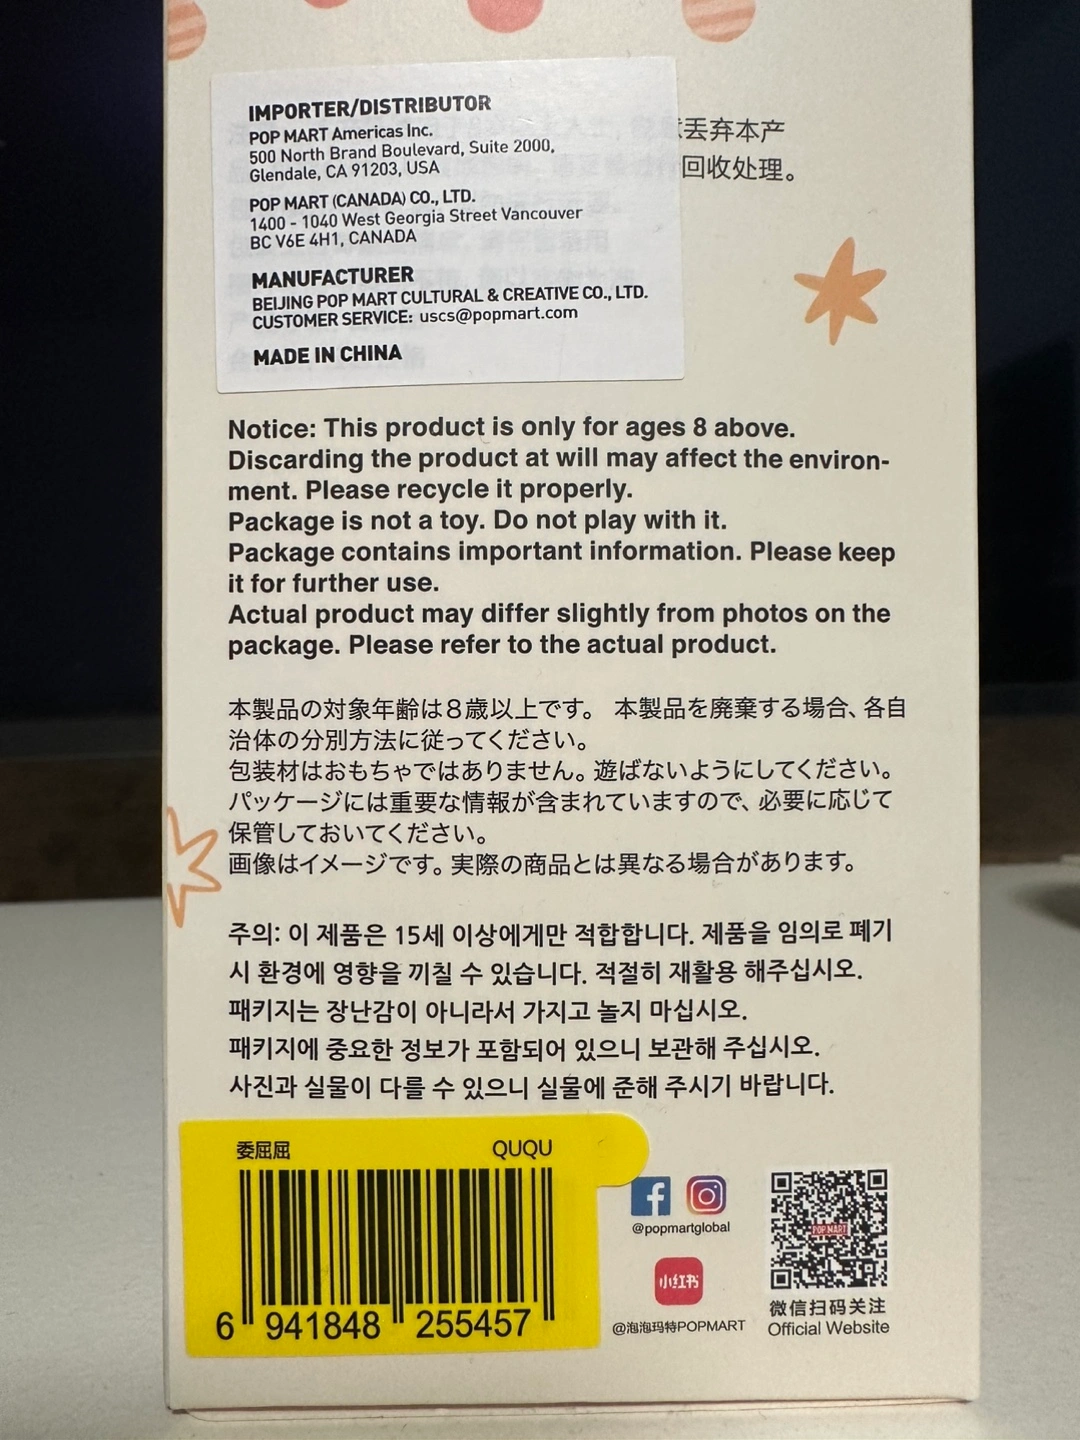 IMPORTER/DISTRIBUTOR
POP MART Americas Inc.
500 North Brand Boulevard, Suite 2000,
Glendale, CA 91203, USA
POP MART (CANADA) CO., LTD.
1400 - 1040 West Georgia Street Vancouver
BC V6E 4H1, CANADA
MANUFACTURER
BEIJING POP MART CULTURAL & CREATIVE CO., LTD.
CUSTOMER SERVICE: uscs@popmart.com
MADE IN CHINA
丢弃本产
回收处理。
Notice: This product is only for ages 8 above.
Discarding the product at will may affect the environ-
ment. Please recycle it properly.
Package is not a toy. Do not play with it.
Package contains important information. Please keep
it for further use.
Actual product may differ slightly from photos on the
package. Please refer to the actual product.
本製品の対象年齢は8歳以上です。 本製品を廃棄する場合、各自
治体の分別方法に従ってください。
包装材はおもちゃではありません。遊ばないようにしてください。
パッケージには重要な情報が含まれていますので、必要に応じて
保管しておいてください。
画像はイメージです。実際の商品とは異なる場合があります。
주의: 이 제품은 15세 이상에게만 적합합니다. 제품을 임의로 폐기
시 환경에 영향을 끼칠 수 있습니다. 적절히 재활용 해주십시오.
패키지는 장난감이 아니라서 가지고 놀지 마십시오.
패키지에 중요한 정보가 포함되어 있으니 보관해 주십시오.
사진과 실물이 다를 수 있으니 실물에 준해 주시기 바랍니다.
委屈屈 QUQU
6 941848 255457
@popmartglobal
小红书
@泡泡玛特POPMART
POP MART
微信扫码关注
Official Website